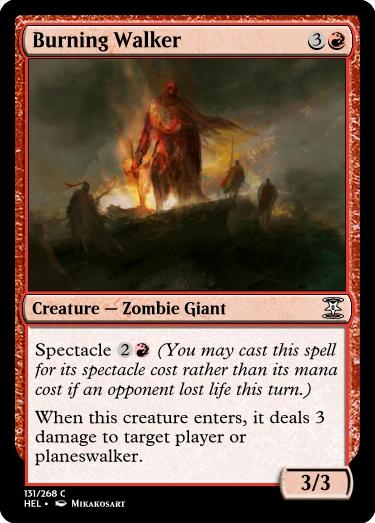 Burning Walker 3
Creature — Zombie Giant
Spectacle 2 (You may cast this spell
for its spectacle cost rather than its mana
cost if an opponent lost life this turn.)
When this creature enters, it deals 3
damage to target player or
planeswalker.
3/3
131/268 C
HEL • Mikakosart